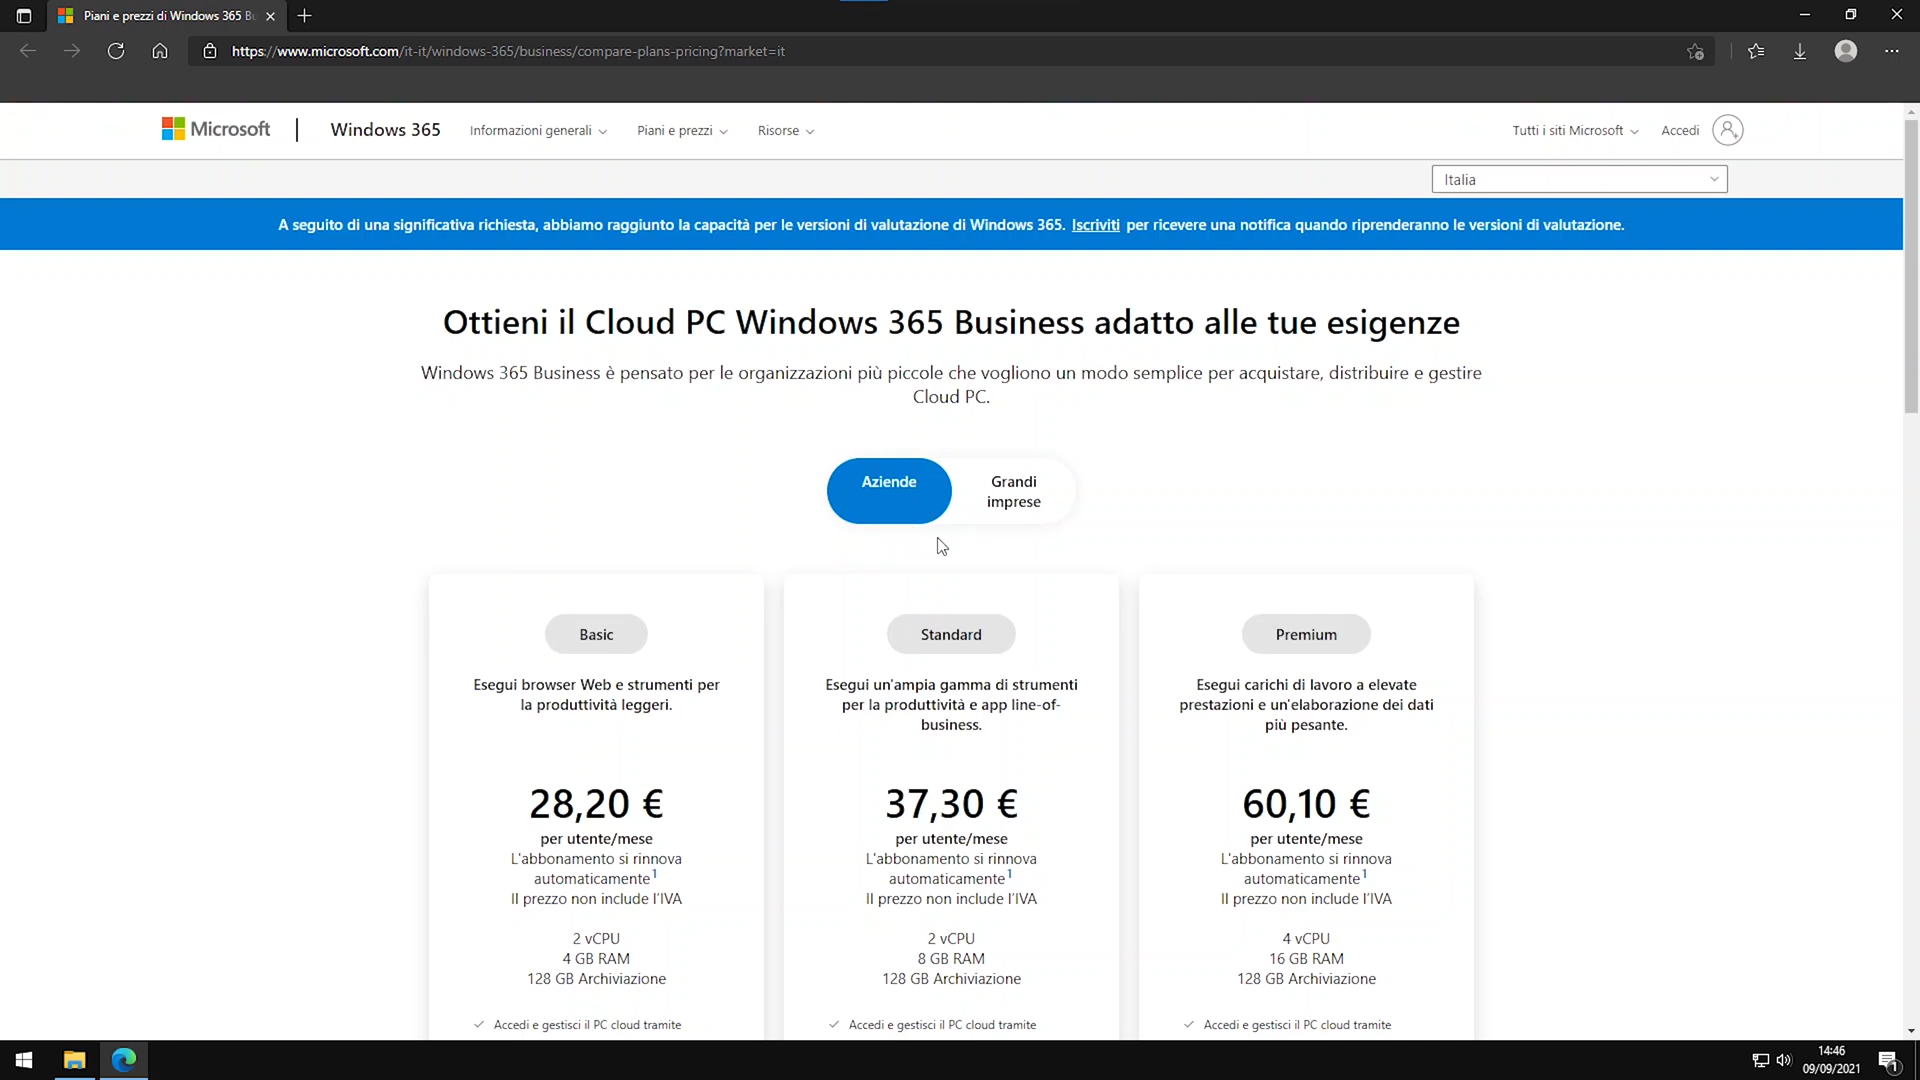 Piani e prezzi di Windows 365 Bu
https://www.microsoft.com/it-it/windows-365/business/compare-plans-pricing?market=it
Microsoft
Windows 365
Informazioni generali
Piani e prezzi
Risorse
Tutti i siti Microsoft
Accedi
Italia
A seguito di una significativa richiesta, abbiamo raggiunto la capacità per le versioni di valutazione di Windows 365. Iscriviti per ricevere una notifica quando riprenderanno le versioni di valutazione.
Ottieni il Cloud PC Windows 365 Business adatto alle tue esigenze
Windows 365 Business è pensato per le organizzazioni più piccole che vogliono un modo semplice per acquistare, distribuire e gestire
Cloud PC.
Aziende
Grandi
imprese
Basic
Esegui browser Web e strumenti per
la produttività leggeri.
28,20 €
per utente/mese
L'abbonamento si rinnova
automaticamente1
Il prezzo non include l'IVA
2 vCPU
4 GB RAM
128 GB Archiviazione
Accedi e gestisci il PC cloud tramite
Standard
Esegui un'ampia gamma di strumenti
per la produttività e app line-of-
business.
37,30 €
per utente/mese
L'abbonamento si rinnova
automaticamente1
Il prezzo non include l'IVA
2 vCPU
8 GB RAM
128 GB Archiviazione
Accedi e gestisci il PC cloud tramite
Premium
Esegui carichi di lavoro a elevate
prestazioni e un'elaborazione dei dati
più pesante.
60,10 €
per utente/mese
L'abbonamento si rinnova
automaticamente1
Il prezzo non include l'IVA
4 vCPU
16 GB RAM
128 GB Archiviazione
Accedi e gestisci il PC cloud tramite
14:46
09/09/2021
1